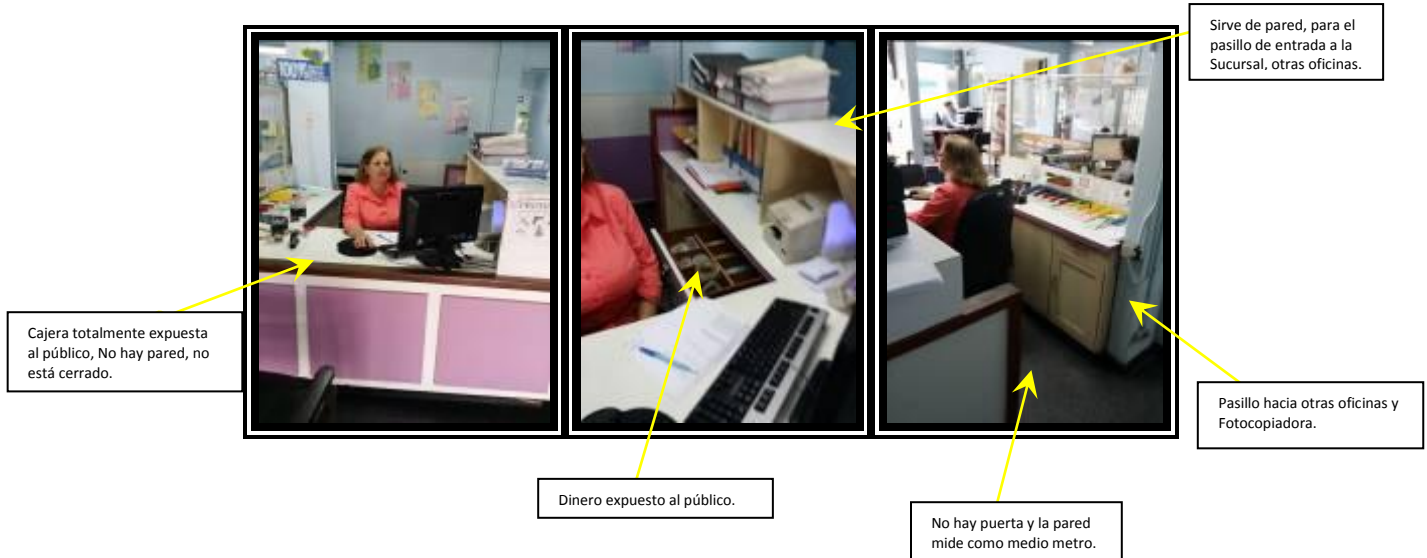 Sirve de pared, para el
pasillo de entrada a la
Sucursal, otras oficinas.
100%
Cajera totalmente expuesta
al público, No hay pared, no
está cerrado.
Pasillo hacia otras oficinas y
Fotocopiadora.
Dinero expuesto al público.
No hay puerta y la pared
mide como medio metro.